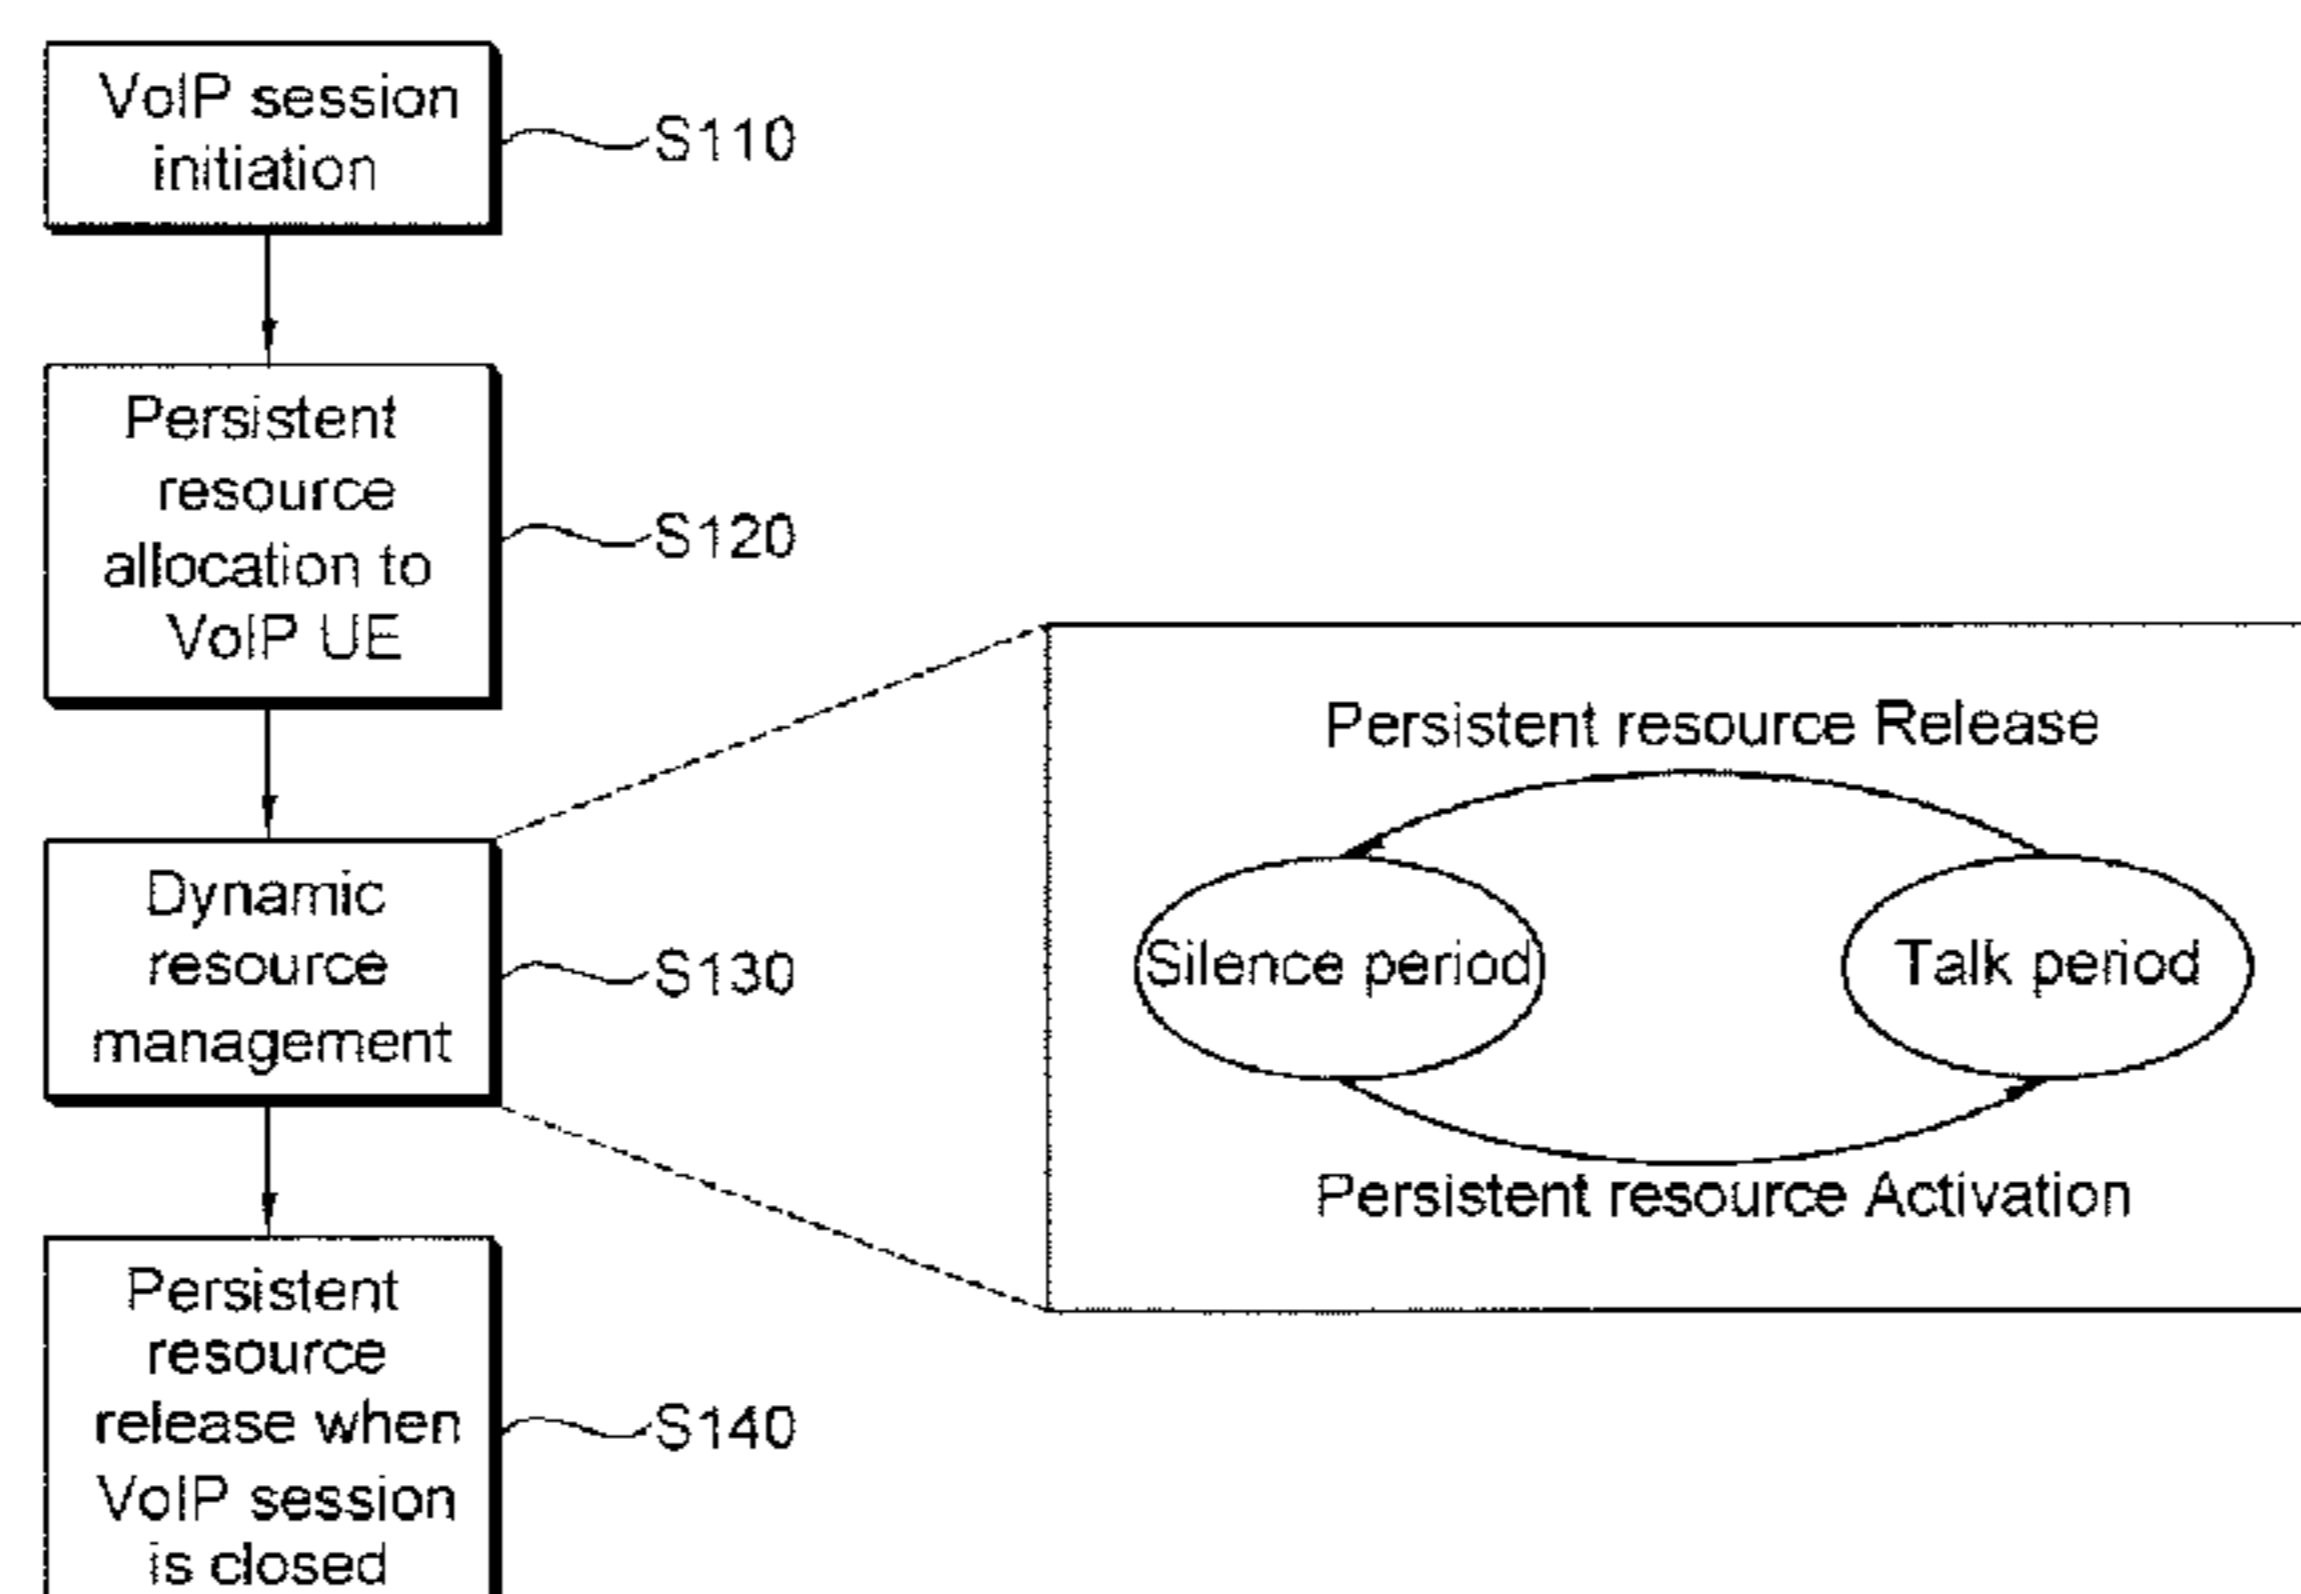 VoIP session
initiation
S110
Persistent
resource
allocation to
VoIP UE
S120
Dynamic
resource
management
S130
Persistent resource Release
Silence period
Talk period
Persistent resource Activation
Persistent
resource
release when
VoIP session
is closed
S140